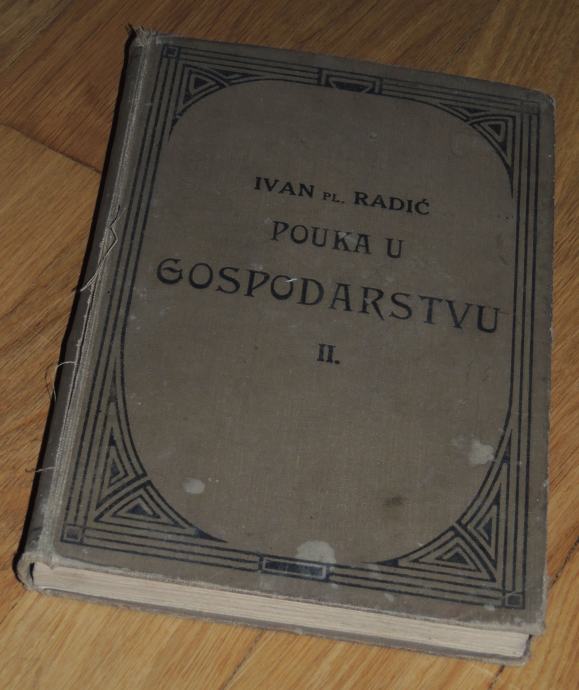 IVAN PL. RADIĆ
POUKA U
GOSPODARSTVU
II.